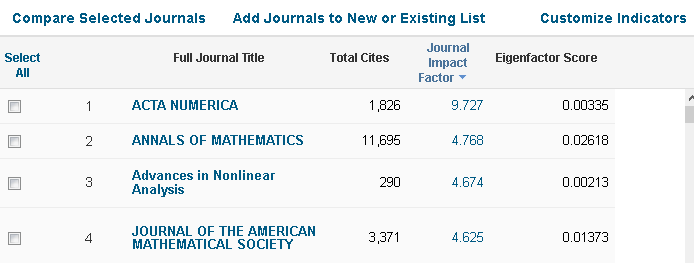 Compare Selected Journals Add Journals to New or Existing List Customize Indicators
Select All Full Journal Title Total Cites Journal Impact Factor Eigenfactor Score
1 ACTA NUMERICA 1,826 9.727 0.00335
2 ANNALS OF MATHEMATICS 11,695 4.768 0.02618
3 Advances in Nonlinear Analysis 290 4.674 0.00213
4 JOURNAL OF THE AMERICAN MATHEMATICAL SOCIETY 3,371 4.625 0.01373